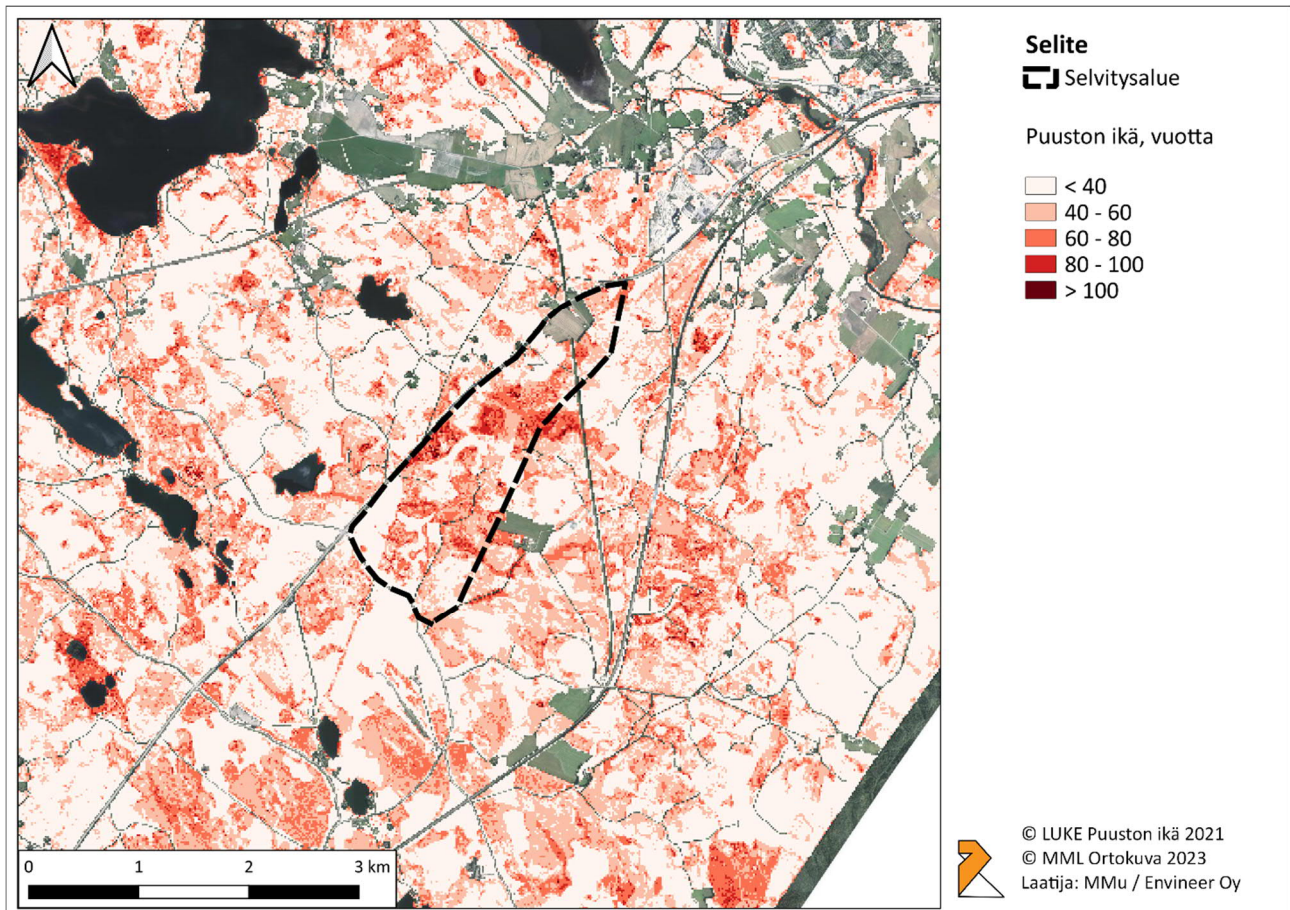 Selite
Selvitysalue
Puuston ikä, vuotta
< 40
40 - 60
60 - 80
80 - 100
> 100
0 1 2 3 km
© LUKE Puuston ikä 2021
© MML Ortokuva 2023
Laatija: MMu / Envineer Oy